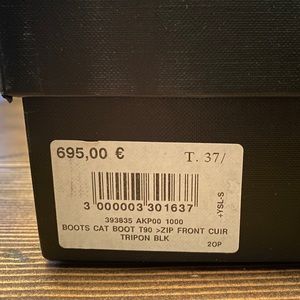 695,00 €
T. 37/
3 000003 301637
+YSL-S
393835 AKP00 1000
BOOTS CAT BOOT T90 >ZIP FRONT CUIR
TRIPON BLK
2OP